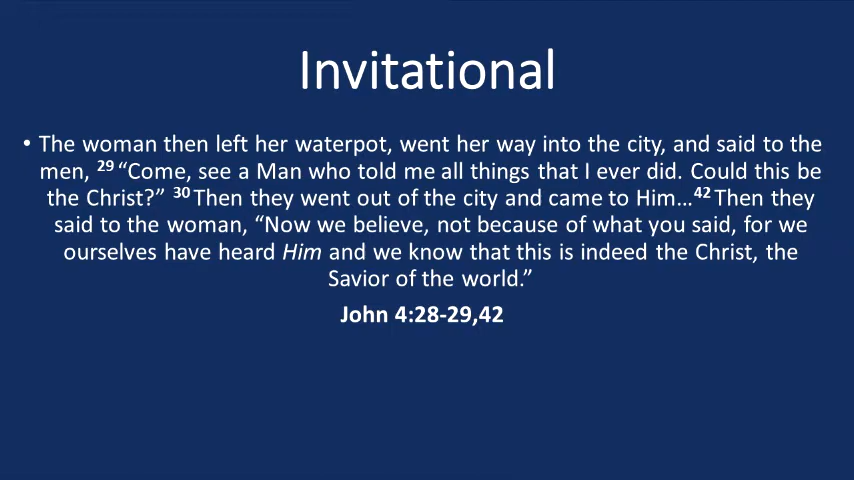 Invitational
• The woman then left her waterpot, went her way into the city, and said to the
men, 29 “Come, see a Man who told me all things that I ever did. Could this be
the Christ?” 30 Then they went out of the city and came to Him…42 Then they
said to the woman, “Now we believe, not because of what you said, for we
ourselves have heard Him and we know that this is indeed the Christ, the
Savior of the world.”
John 4:28-29,42